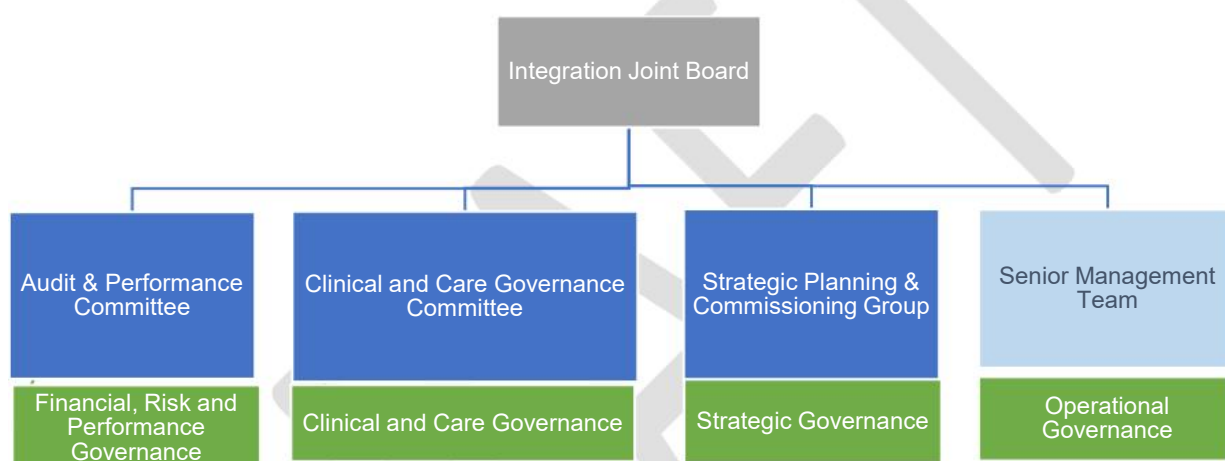 Integration Joint Board
Audit & Performance
Committee
Clinical and Care Governance
Committee
Strategic Planning &
Commissioning Group
Senior Management
Team
Financial, Risk and
Performance
Governance
Clinical and Care Governance
Strategic Governance
Operational
Governance